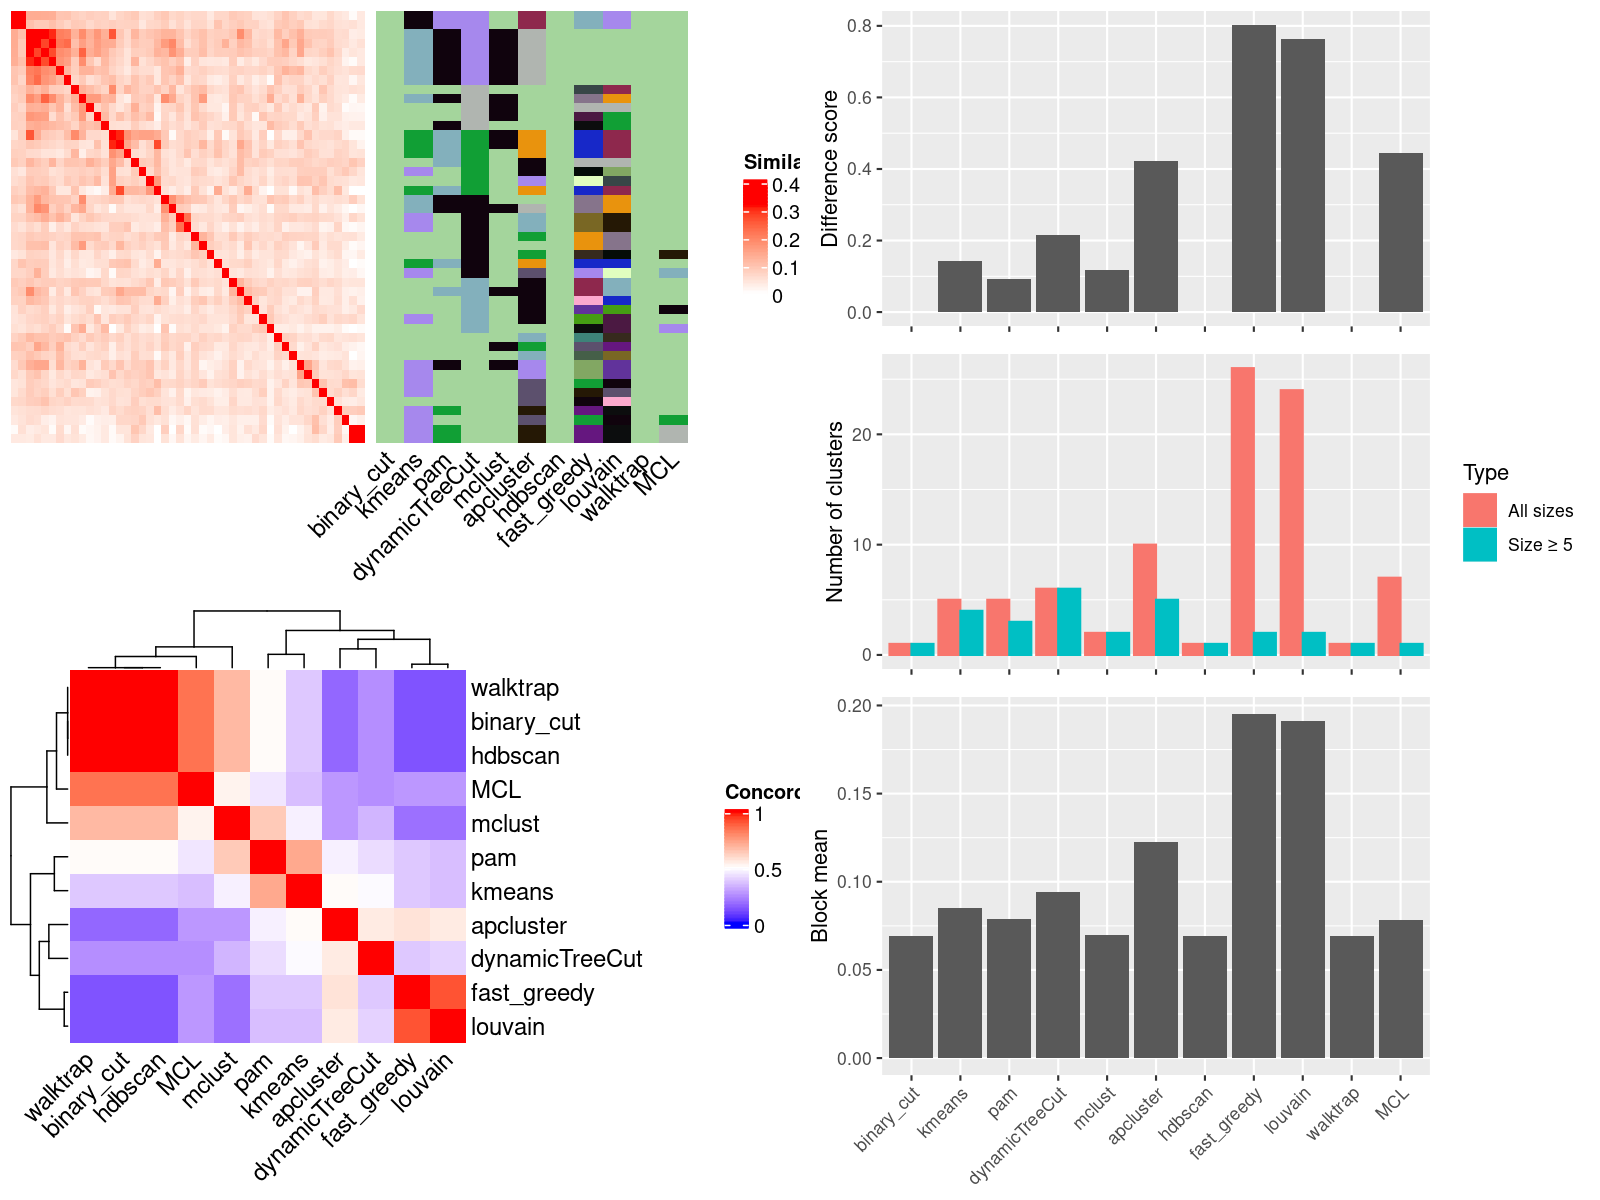 Simila
0.4
0.3
0.2
0.1
0
binary_cut
kmeans
pam
dynamicTreeCut
mclust
apcluster
hdbscan
fast_greedy
louvain
walktrap
MCL
walktrap
binary_cut
hdbscan
MCL
mclust
pam
kmeans
apcluster
dynamicTreeCut
fast_greedy
louvain
walktrap
binary_cut
hdbscan
MCL
mclust
pam
kmeans
apcluster
dynamicTreeCut
fast_greedy
louvain
Concord
1
0.5
0
Difference score
0.8
0.6
0.4
0.2
0.0
Number of clusters
20
10
0
Type
All sizes
Size ≥ 5
Block mean
0.20
0.15
0.10
0.05
0.00
binary_cut
kmeans
pam
dynamicTreeCut
mclust
apcluster
hdbscan
fast_greedy
louvain
walktrap
MCL